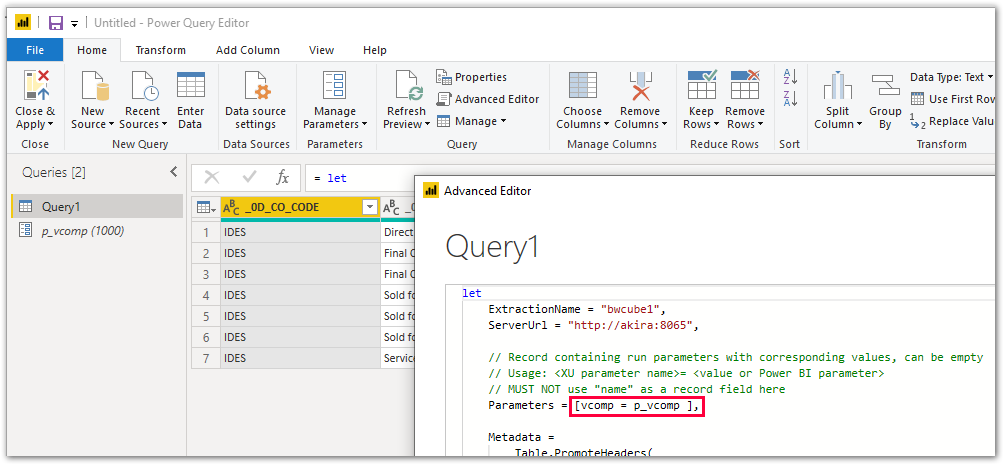 Untitled - Power Query Editor
File Home Transform Add Column View Help
Close & Apply
New Source
Recent Sources
Enter Data
Data source settings
Manage Parameters
Refresh Preview
Properties
Advanced Editor
Manage
Choose Columns
Remove Columns
Keep Rows
Remove Rows
A
Z
Z
A
Split Column
Group By
Data Type: Text
Use First Row
1
2
Replace Valu
Close New Query Data Sources Parameters Query Manage Columns Reduce Rows Sort Transform
Queries [2]
fx = let
Query1
p_vcomp (1000)
ABC _0D_CO_CODE ABC _0
1 IDES Direct
2 IDES Final C
3 IDES Final C
4 IDES Sold fo
5 IDES Sold fo
6 IDES Sold fo
7 IDES Service
Advanced Editor
Query1
let
ExtractionName = "bwcube1",
ServerUrl = "http://akira:8065",
// Record containing run parameters with corresponding values, can be empty
// Usage: <XU parameter name>= <value or Power BI parameter>
// MUST NOT use "name" as a record field here
Parameters = [vcomp = p_vcomp ],
Metadata =
Table.PromoteHeaders(